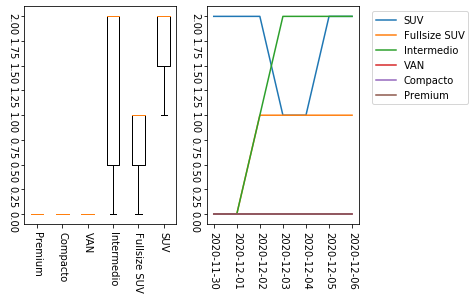 2.00
1.75
1.50
1.25
1.00
0.75
0.50
0.25
0.00
Premium
Compacto
VAN
Intermedio
Fullsize SUV
SUV
2.00
1.75
1.50
1.25
1.00
0.75
0.50
0.25
0.00
2020-11-30
2020-12-01
2020-12-02
2020-12-03
2020-12-04
2020-12-05
2020-12-06
SUV
Fullsize SUV
Intermedio
VAN
Compacto
Premium